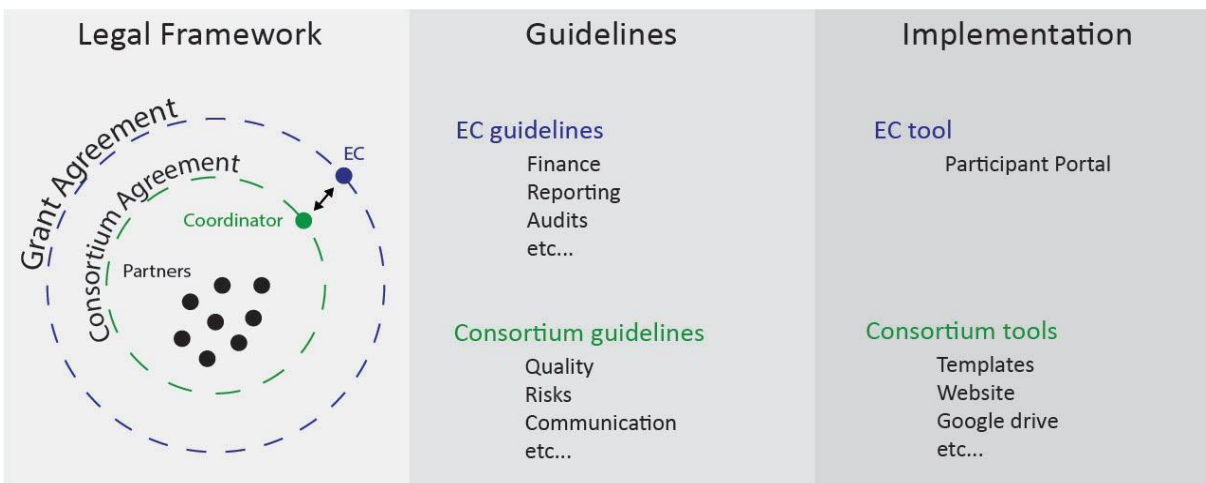 Legal Framework
Grant Agreement
Consortium Agreement
EC
Coordinator
Partners
Guidelines
EC guidelines
Finance
Reporting
Audits
etc...
Consortium guidelines
Quality
Risks
Communication
etc...
Implementation
EC tool
Participant Portal
Consortium tools
Templates
Website
Google drive
etc...